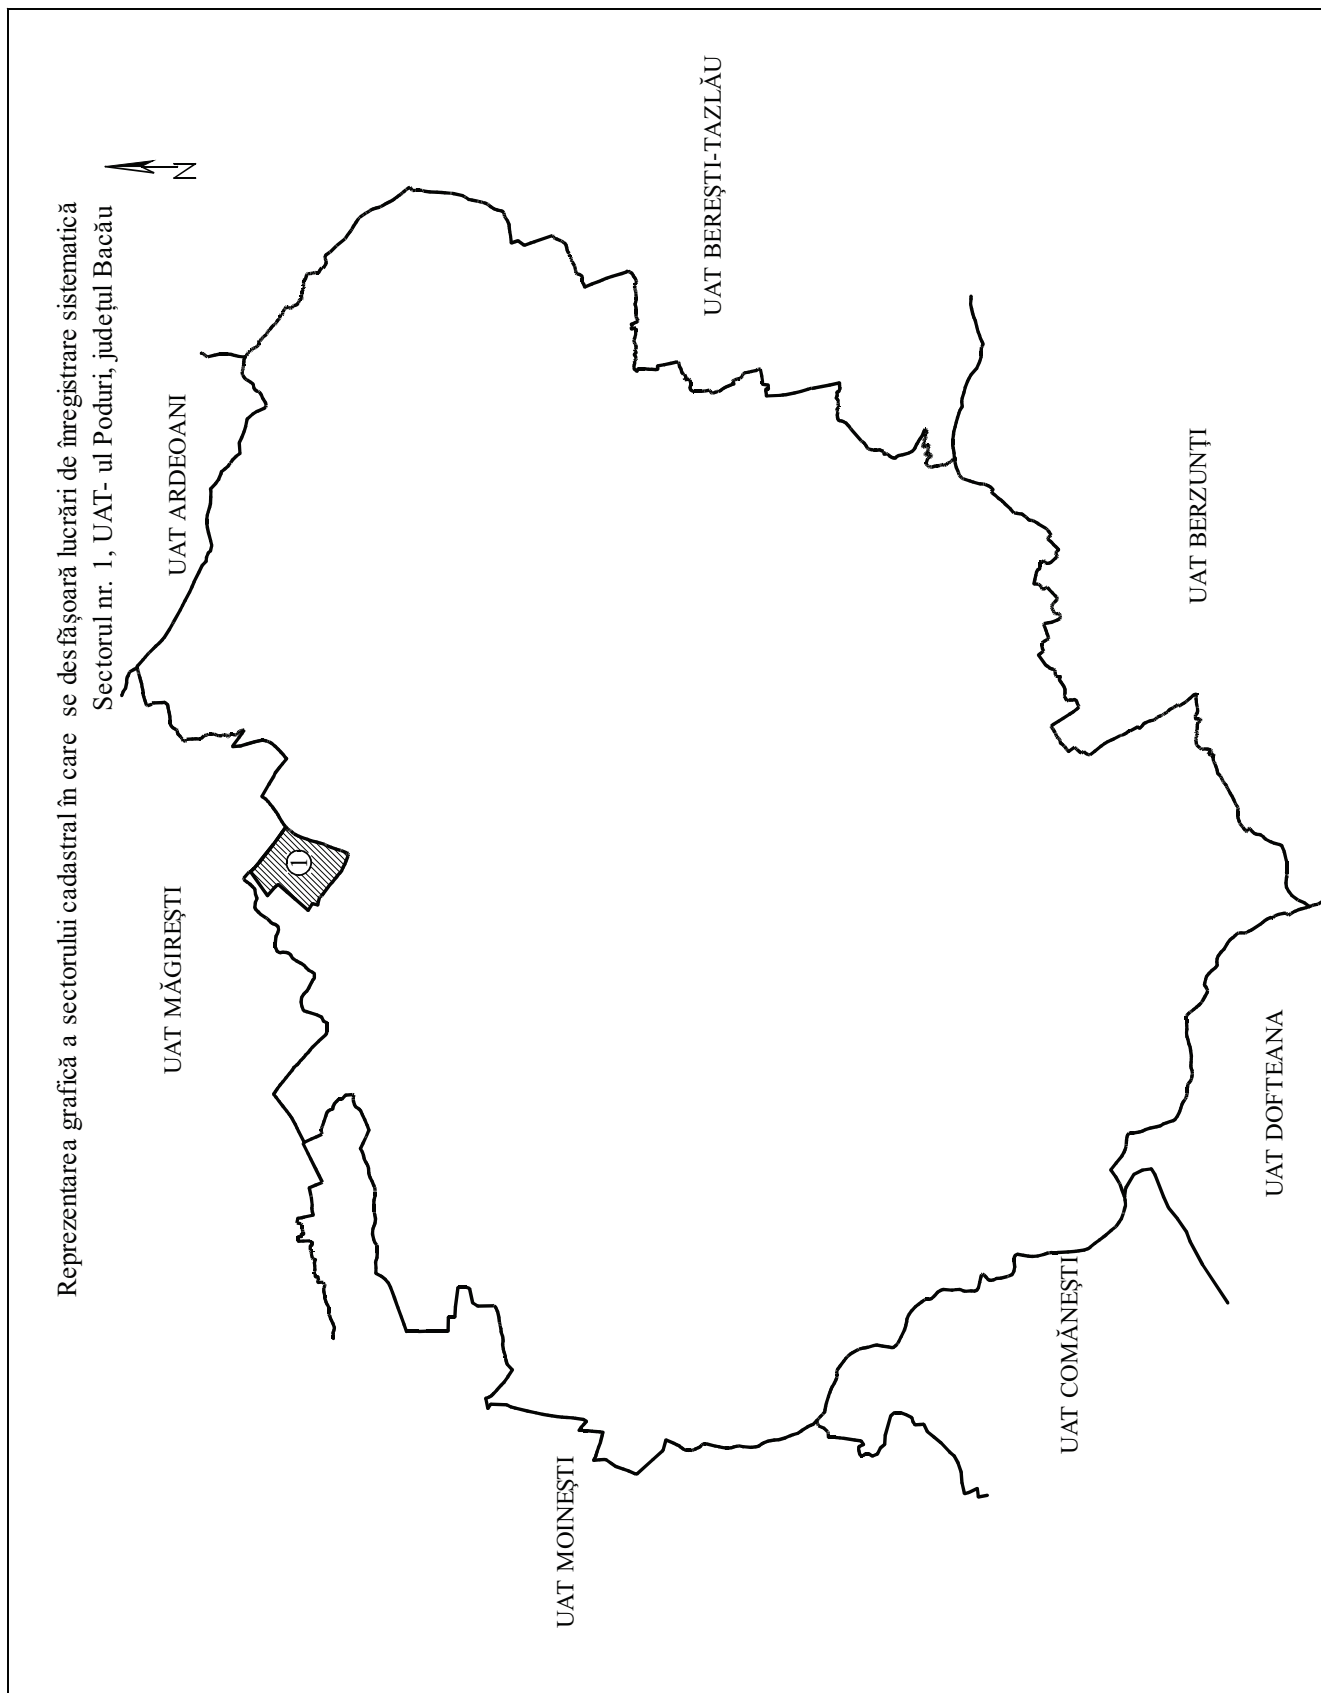 Reprezentarea grafică a sectorului cadastral în care se desfășoară lucrări de înregistrare sistematică
Sectorul nr. 1, UAT- ul Poduri, județul Bacău
N
UAT MĂGIREȘTI
UAT ARDEOANI
1
UAT MOINEȘTI
UAT BEREȘTI-TAZLĂU
UAT COMĂNEȘTI
UAT DOFTEANA
UAT BERZUNȚI